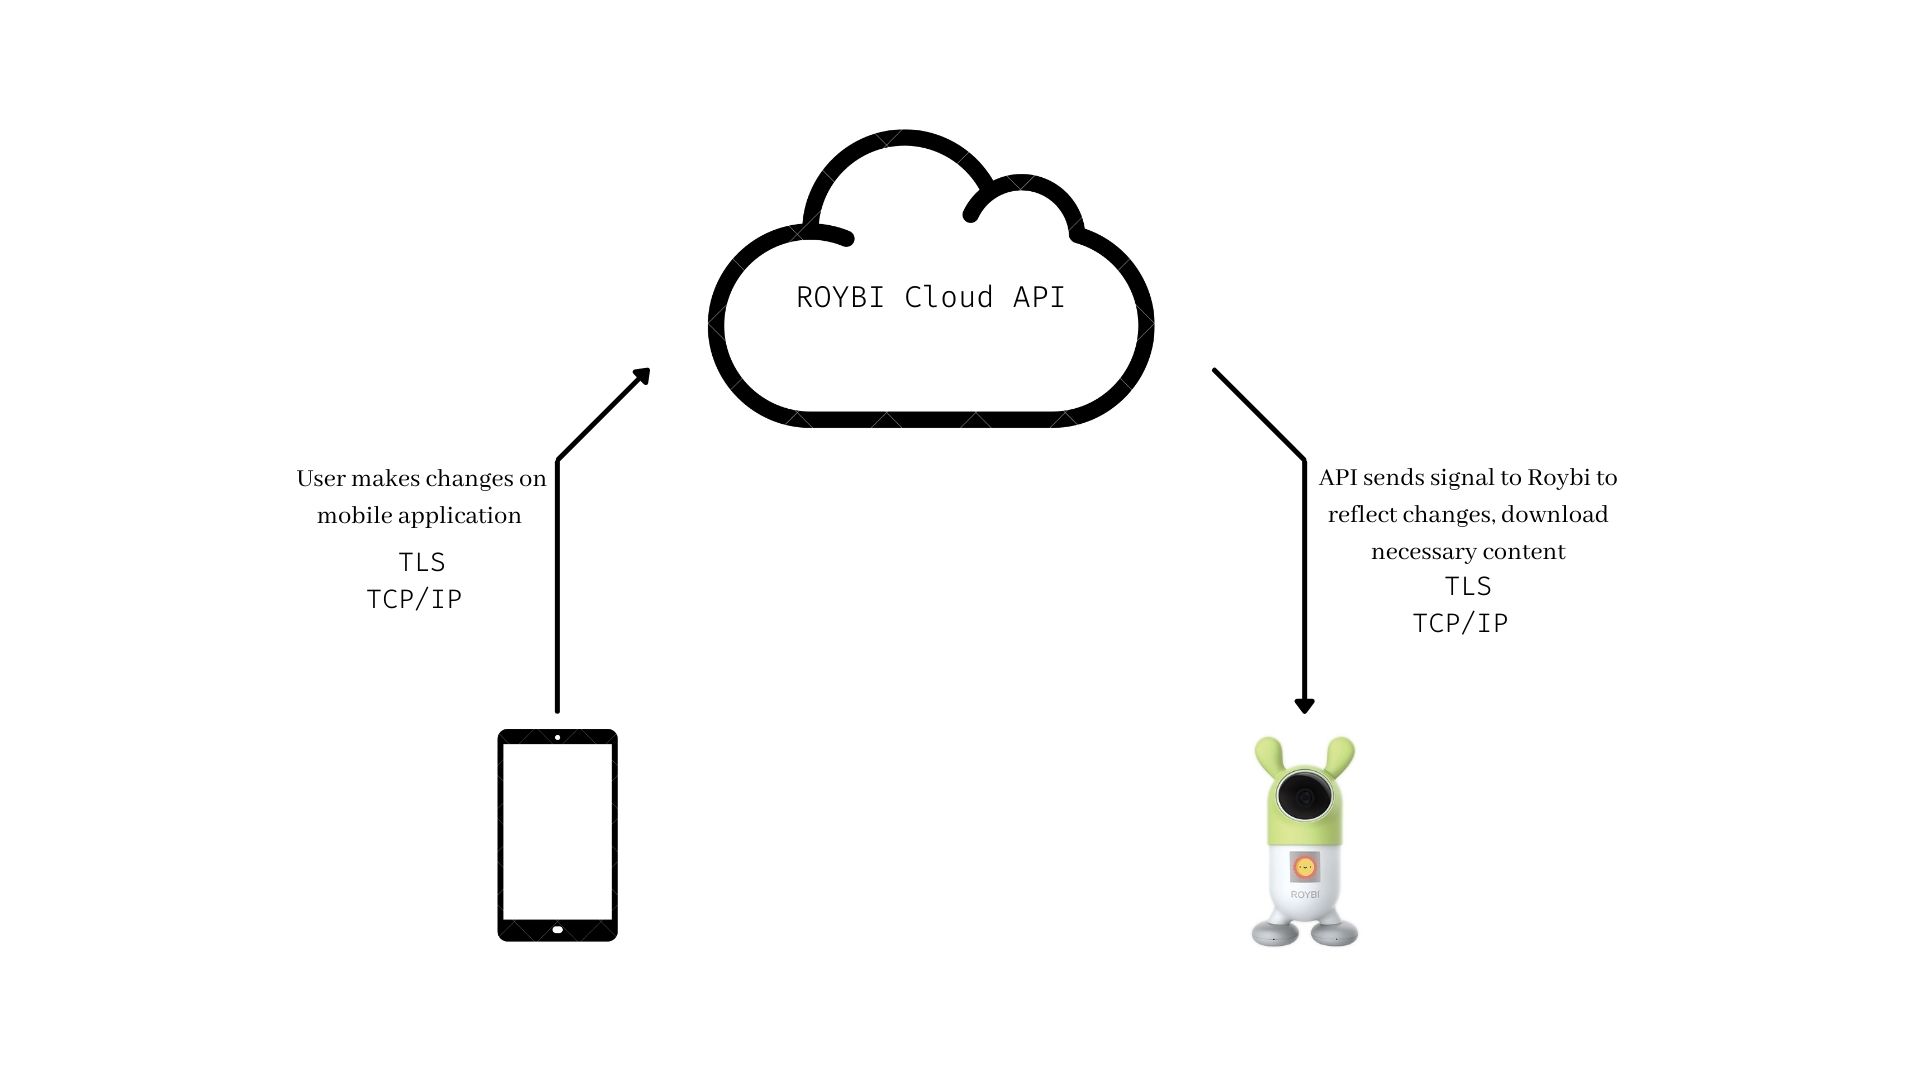 ROYBI Cloud API
User makes changes on
mobile application
TLS
TCP/IP
API sends signal to Roybi to
reflect changes, download
necessary content
TLS
TCP/IP
ROYBI